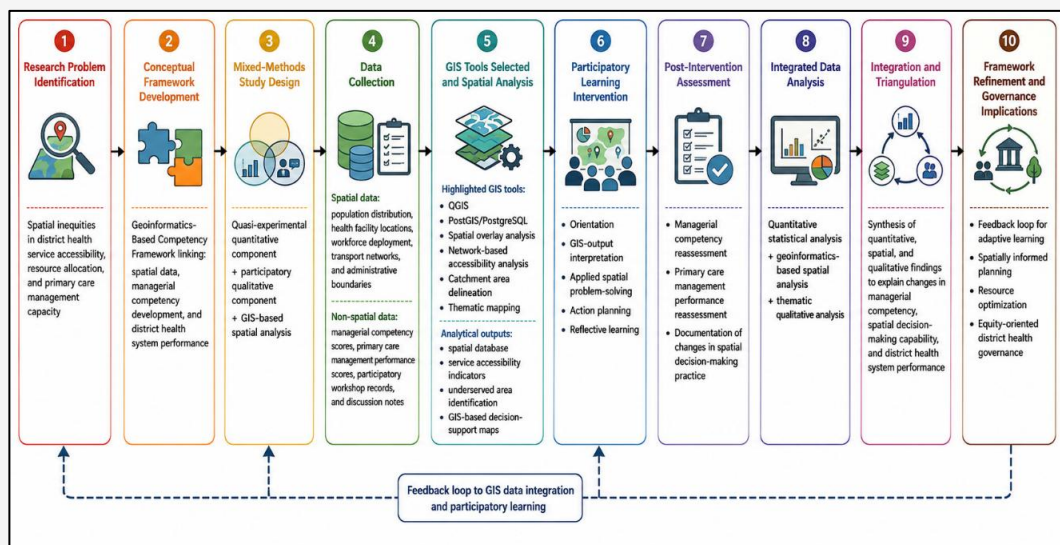 1
Research Problem
Identification
Spatial inequities
in district health
service accessibility,
resource allocation,
and primary care
management
capacity
2
Conceptual
Framework
Development
Geoinformatics-
Based Competency
Framework linking:
spatial data,
managerial
competency
development, and
district health
system performance
3
Mixed-Methods
Study Design
Quasi-experimental
quantitative
component
+ participatory
qualitative
component
+ GIS-based
spatial analysis
4
Data
Collection
Spatial data:
population distribution,
health facility locations,
workforce deployment,
transport networks,
and administrative
boundaries
Non-spatial data:
managerial competency
scores, primary care
management performance
scores, participatory
workshop records,
and discussion notes
5
GIS Tools Selected
and Spatial Analysis
Highlighted GIS tools:
• QGIS
• PostGIS/PostgreSQL
• Spatial overlay analysis
• Network-based
accessibility analysis
• Catchment area
delineation
• Thematic mapping
Analytical outputs:
• spatial database
• service accessibility
indicators
• underserved area
identification
• GIS-based decision-
support maps
6
Participatory
Learning
Intervention
• Orientation
• GIS-output
interpretation
• Applied spatial
problem-solving
• Action planning
• Reflective learning
7
Post-Intervention
Assessment
• Managerial
competency
reassessment
• Primary care
management
performance
reassessment
• Documentation of
changes in spatial
decision-making
practice
8
Integrated Data
Analysis
Quantitative
statistical analysis
+ geoinformatics-
based spatial
analysis
+ thematic
qualitative analysis
9
Integration and
Triangulation
Synthesis of
quantitative,
spatial, and
qualitative findings
to explain changes in
managerial
competency,
spatial decision-
making capability,
and district health
system performance
10
Framework
Refinement and
Governance
Implications
• Feedback loop for
adaptive learning
• Spatially informed
planning
• Resource
optimization
• Equity-oriented
district health
governance
Feedback loop to GIS data integration
and participatory learning